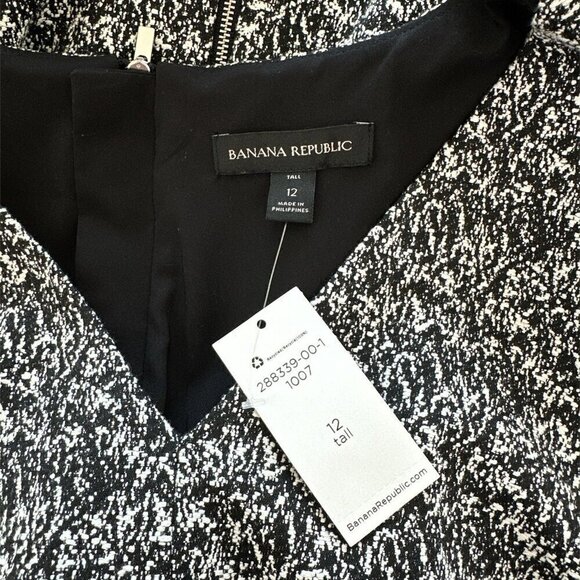 BANANA REPUBLIC
TALL
12
MADE IN
PHILIPPINES
288339-00-1
1007
12
tall
BananaRepublic.com